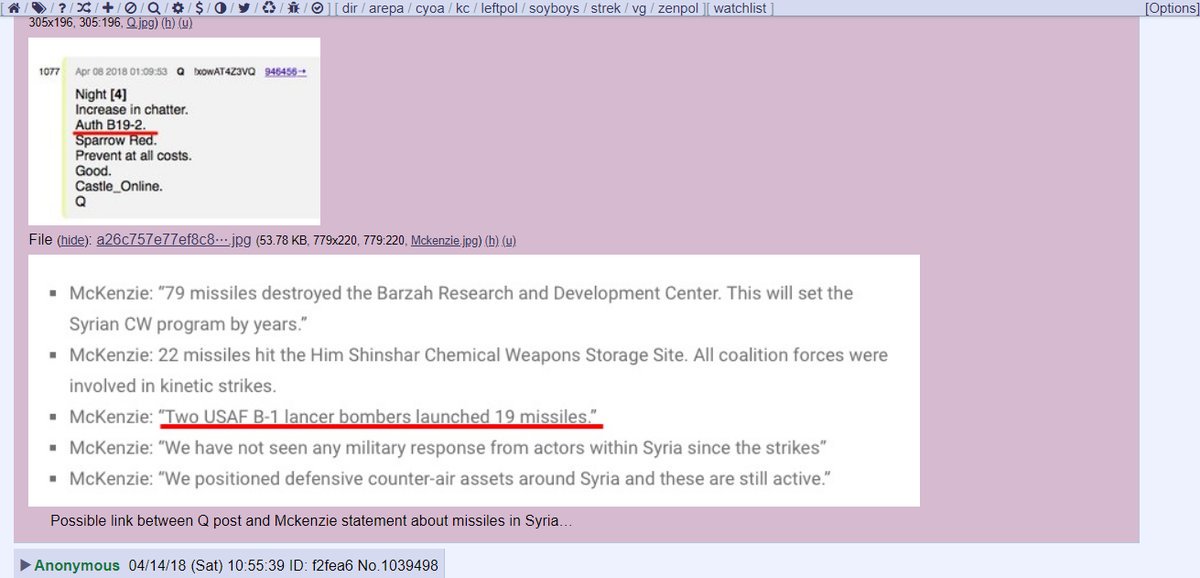 [ / / ? / / + / / / / $ / / / / / ] [ dir / arepa / cyoa / kc / leftpol / soyboys / strek / vg / zenpol ][ watchlist ] [Options]
305x196, 305:196, Q.jpg) (h) (u)
1077 Apr 08 2018 01:09:53 Q !xowAT4Z3VQ 946456→
Night [4]
Increase in chatter.
Auth B19-2.
Sparrow Red.
Prevent at all costs.
Good.
Castle_Online.
Q
File (hide): a26c757e77ef8c8⋯.jpg (53.78 KB, 779x220, 779:220, Mckenzie.jpg) (h) (u)
▪ McKenzie: “79 missiles destroyed the Barzah Research and Development Center. This will set the
Syrian CW program by years.”
▪ McKenzie: 22 missiles hit the Him Shinshar Chemical Weapons Storage Site. All coalition forces were
involved in kinetic strikes.
▪ McKenzie: “Two USAF B-1 lancer bombers launched 19 missiles.”
▪ McKenzie: “We have not seen any military response from actors within Syria since the strikes”
▪ McKenzie: “We positioned defensive counter-air assets around Syria and these are still active.”
Possible link between Q post and Mckenzie statement about missiles in Syria…
▶ Anonymous 04/14/18 (Sat) 10:55:39 ID: f2fea6 No.1039498